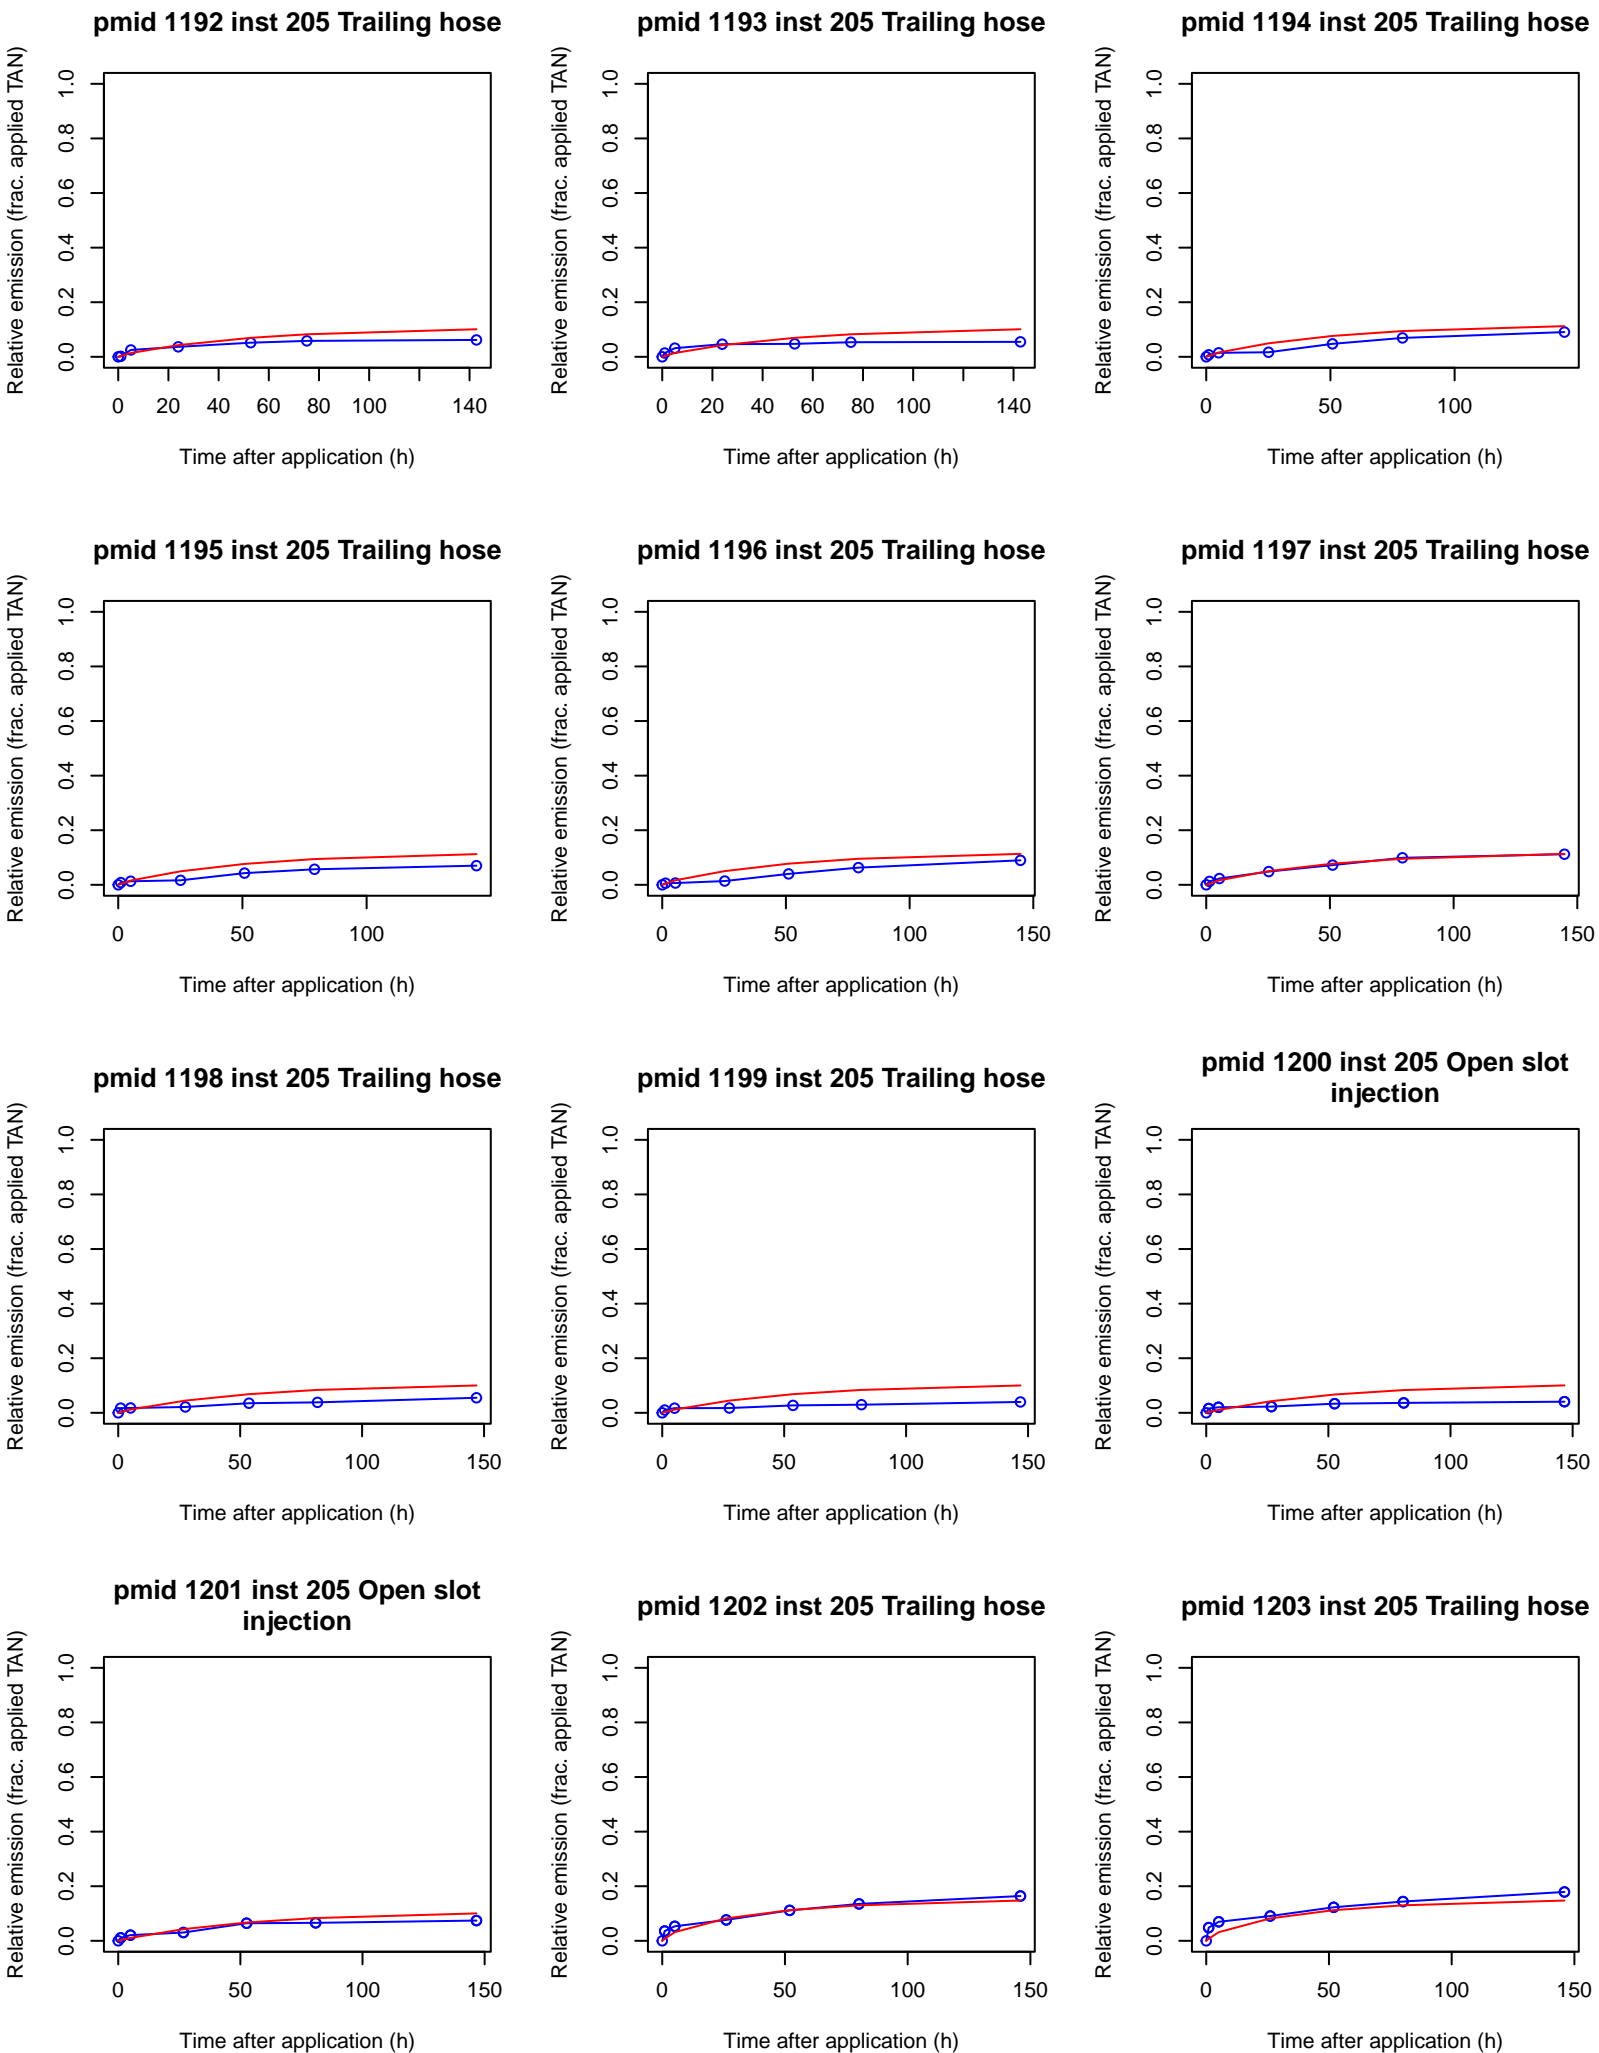 pmid 1192 inst 205 Trailing hose
Relative emission (frac. applied TAN)
1.0
0.8
0.6
0.4
0.2
0.0
0 20 40 60 80 100 140
Time after application (h)
pmid 1193 inst 205 Trailing hose
Relative emission (frac. applied TAN)
1.0
0.8
0.6
0.4
0.2
0.0
0 20 40 60 80 100 140
Time after application (h)
pmid 1194 inst 205 Trailing hose
Relative emission (frac. applied TAN)
1.0
0.8
0.6
0.4
0.2
0.0
0 50 100
Time after application (h)
pmid 1195 inst 205 Trailing hose
Relative emission (frac. applied TAN)
1.0
0.8
0.6
0.4
0.2
0.0
0 50 100
Time after application (h)
pmid 1196 inst 205 Trailing hose
Relative emission (frac. applied TAN)
1.0
0.8
0.6
0.4
0.2
0.0
0 50 100 150
Time after application (h)
pmid 1197 inst 205 Trailing hose
Relative emission (frac. applied TAN)
1.0
0.8
0.6
0.4
0.2
0.0
0 50 100 150
Time after application (h)
pmid 1198 inst 205 Trailing hose
Relative emission (frac. applied TAN)
1.0
0.8
0.6
0.4
0.2
0.0
0 50 100 150
Time after application (h)
pmid 1199 inst 205 Trailing hose
Relative emission (frac. applied TAN)
1.0
0.8
0.6
0.4
0.2
0.0
0 50 100 150
Time after application (h)
pmid 1200 inst 205 Open slot
injection
Relative emission (frac. applied TAN)
1.0
0.8
0.6
0.4
0.2
0.0
0 50 100 150
Time after application (h)
pmid 1201 inst 205 Open slot
injection
Relative emission (frac. applied TAN)
1.0
0.8
0.6
0.4
0.2
0.0
0 50 100 150
Time after application (h)
pmid 1202 inst 205 Trailing hose
Relative emission (frac. applied TAN)
1.0
0.8
0.6
0.4
0.2
0.0
0 50 100 150
Time after application (h)
pmid 1203 inst 205 Trailing hose
Relative emission (frac. applied TAN)
1.0
0.8
0.6
0.4
0.2
0.0
0 50 100 150
Time after application (h)